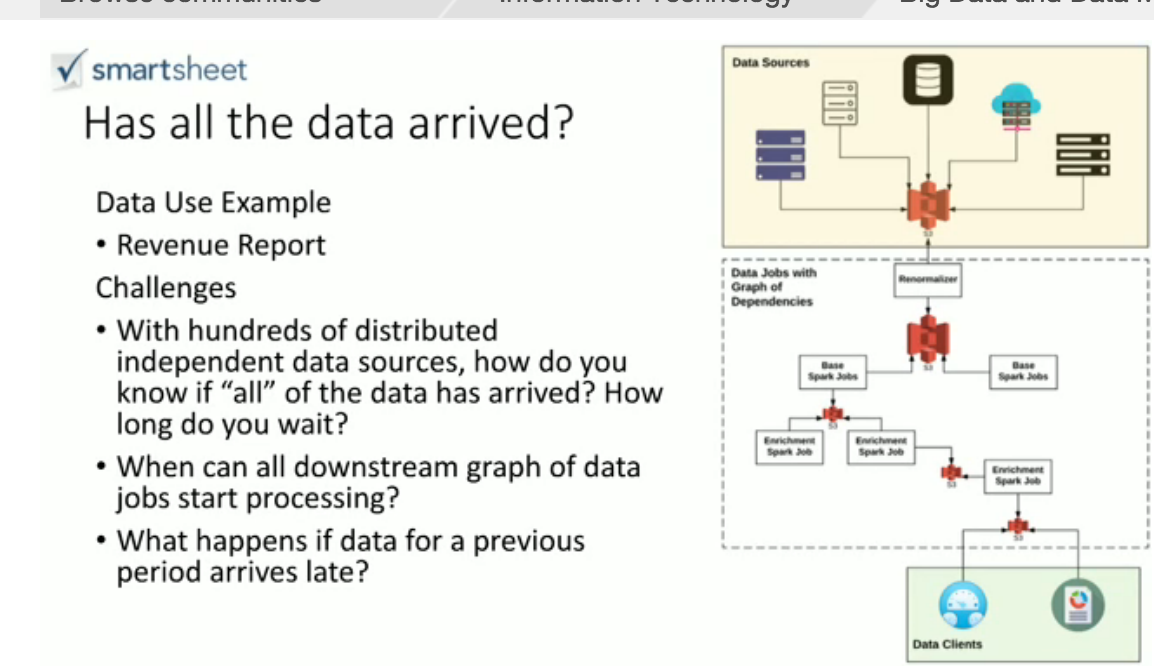 Browse communities
Information Technology
smartsheet
Has all the data arrived?
Data Use Example
• Revenue Report
Challenges
• With hundreds of distributed
independent data sources, how do you
know if “all” of the data has arrived? How
long do you wait?
• When can all downstream graph of data
jobs start processing?
• What happens if data for a previous
period arrives late?
Data Sources
S3
Data Jobs with
Graph of
Dependencies
Renormalizer
S3
Base
Spark Jobs
Base
Spark Jobs
S3
Enrichment
Spark Job
Enrichment
Spark Job
S3
Enrichment
Spark Job
S3
Data Clients